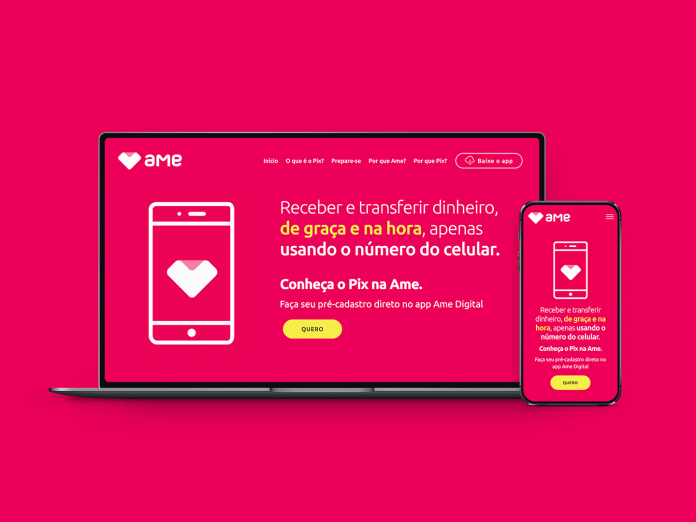 ame
Início O que é o Pix? Prepare-se Por que Ame? Por que Pix? Baixe o app
Receber e transferir dinheiro,
de graça e na hora, apenas
usando o número do celular.
Conheça o Pix na Ame.
Faça seu pré-cadastro direto no app Ame Digital
QUERO
ame
Receber e transferir
dinheiro, de graça e na
hora, apenas usando o
número do celular.
Conheça o Pix na Ame.
Faça seu pré-cadastro direto no
app Ame Digital
QUERO